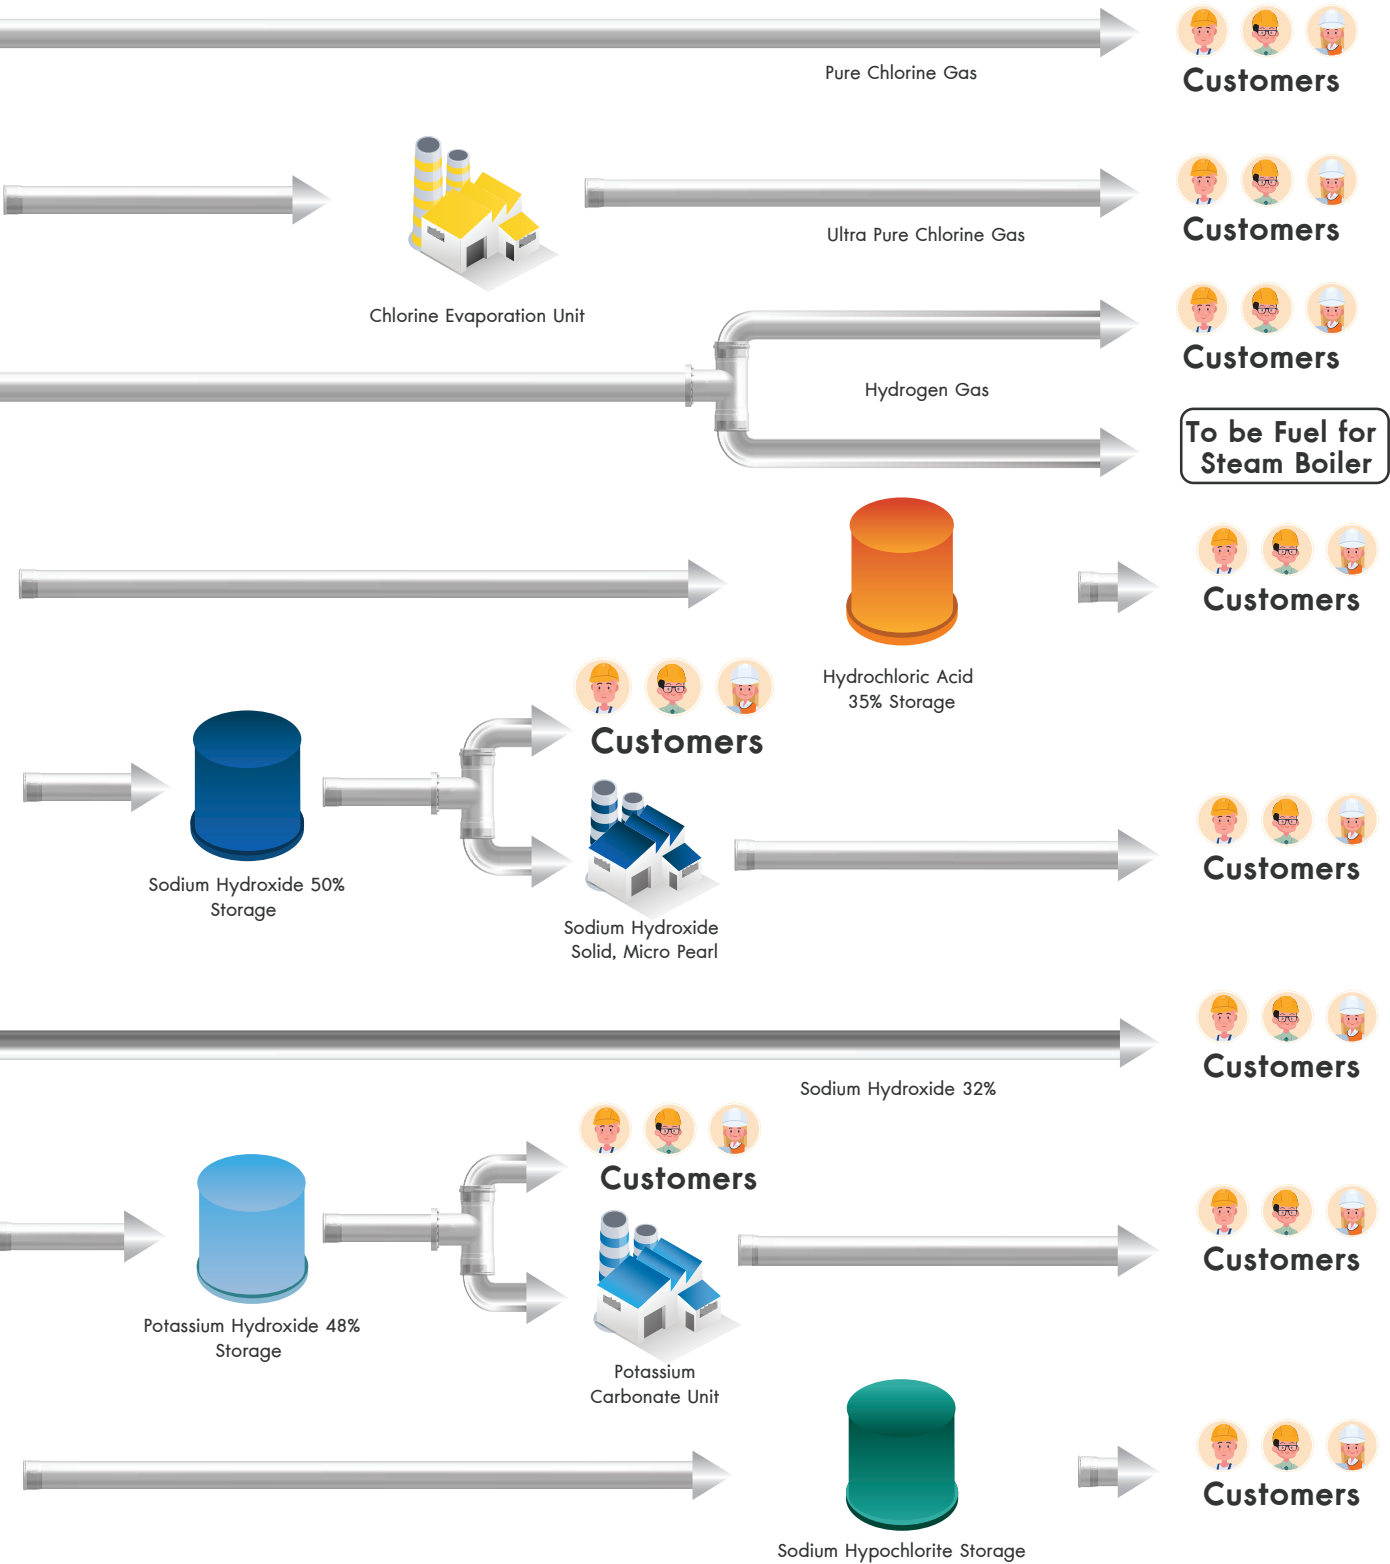 Customers
Pure Chlorine Gas
Customers
Ultra Pure Chlorine Gas
Chlorine Evaporation Unit
Customers
Hydrogen Gas
To be Fuel for
Steam Boiler
Customers
Hydrochloric Acid
35% Storage
Customers
Customers
Sodium Hydroxide 50%
Storage
Sodium Hydroxide
Solid, Micro Pearl
Customers
Sodium Hydroxide 32%
Customers
Customers
Potassium Hydroxide 48%
Storage
Potassium
Carbonate Unit
Customers
Sodium Hypochlorite Storage